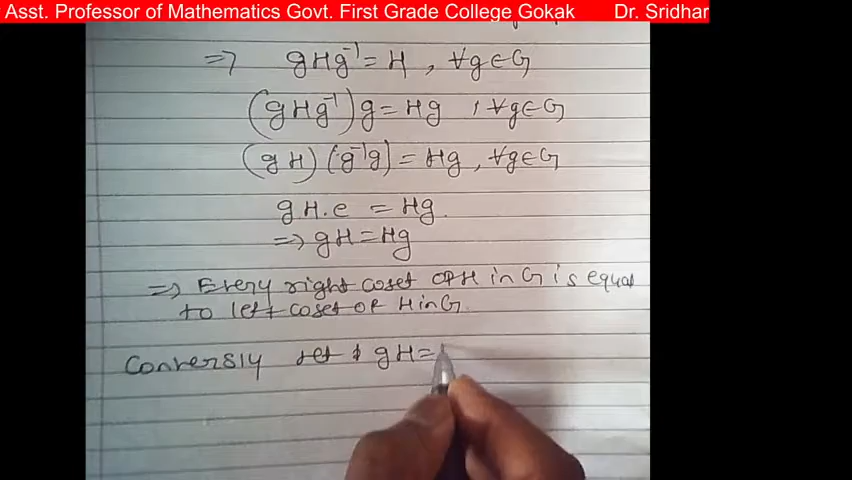 Asst. Professor of Mathematics Govt. First Grade College Gokak Dr. Sridhar
=> gHg⁻¹ = H , ∀g∈G
(gHg⁻¹)g = Hg , ∀g∈G
(gH)(g⁻¹g) = Hg, ∀g∈G
gH.e = Hg.
=> gH = Hg
=> Every right coset of H in G is equal
to left coset of H in G.
Conversly let gH =